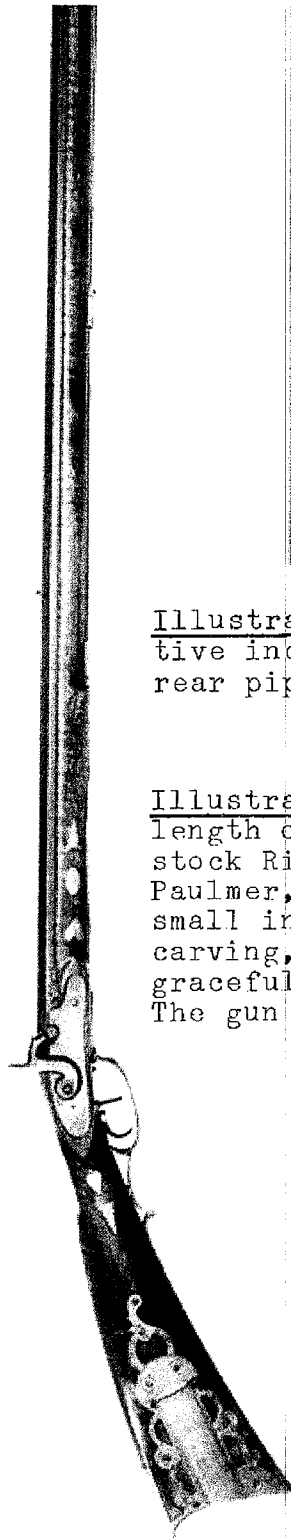 Illustra
tive inc
rear pip
Illustra
length o
stock Ri
Paulmer,
small in
carving,
graceful
The gun